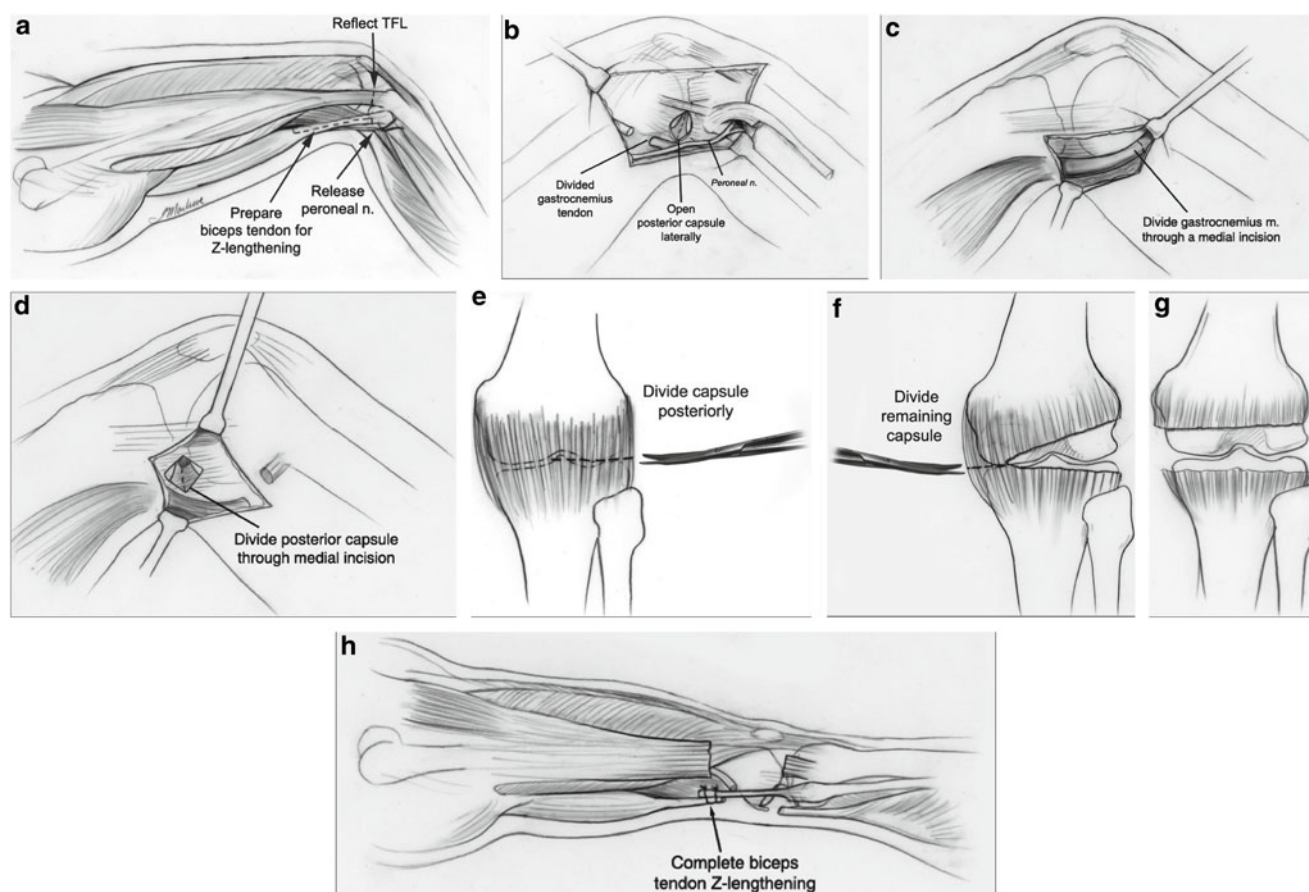 a
Reflect TFL
Release
peroneal n.
Prepare
biceps tendon for
Z-lengthening
b
Divided
gastrocnemius
tendon
Open
posterior capsule
laterally
Peroneal n.
c
Divide gastrocnemius m.
through a medial incision
d
Divide posterior capsule
through medial incision
e
Divide capsule
posteriorly
f
Divide
remaining
capsule
g
h
Complete biceps
tendon Z-lengthening